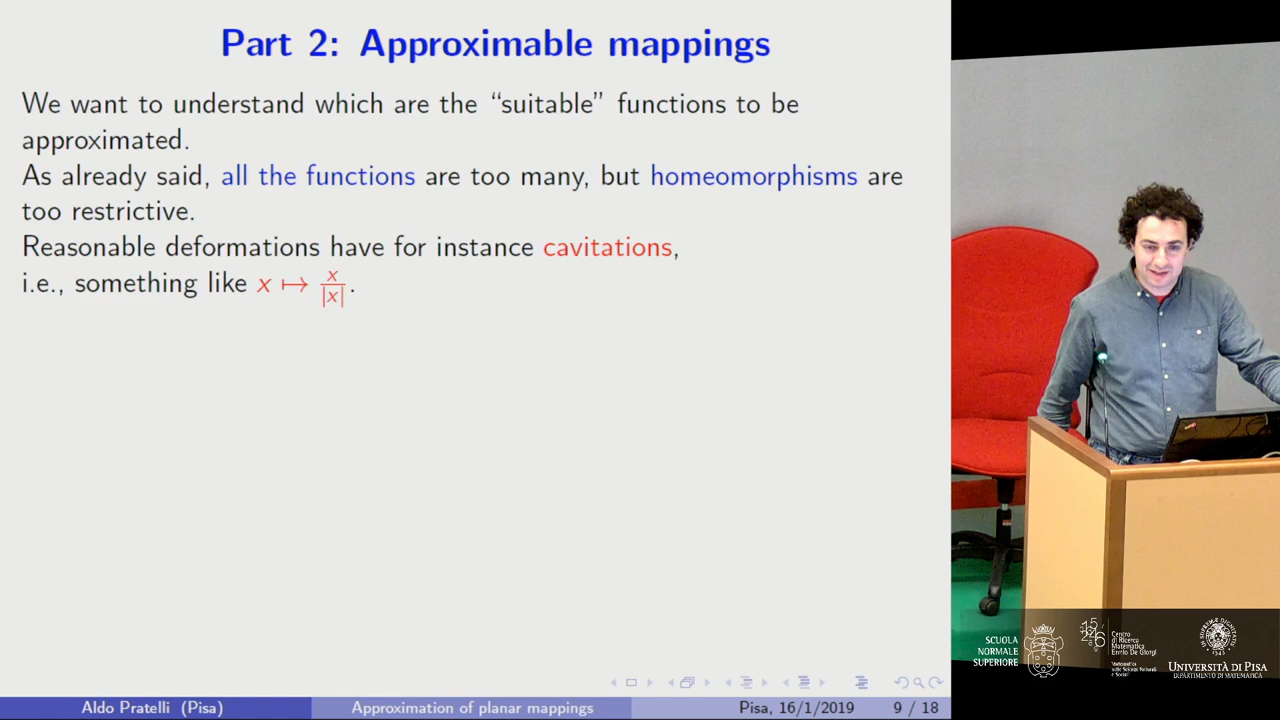 Part 2: Approximable mappings
We want to understand which are the “suitable” functions to be
approximated.
As already said, all the functions are too many, but homeomorphisms are
too restrictive.
Reasonable deformations have for instance cavitations,
i.e., something like x ↦ x/|x|.
SCUOLA
NORMALE
SUPERIORE
Centro
di Ricerca
Matematica
Ennio De Giorgi
UNIVERSITÀ DI PISA
DIPARTIMENTO DI MATEMATICA
Aldo Pratelli (Pisa)
Approximation of planar mappings
Pisa, 16/1/2019
9 / 18